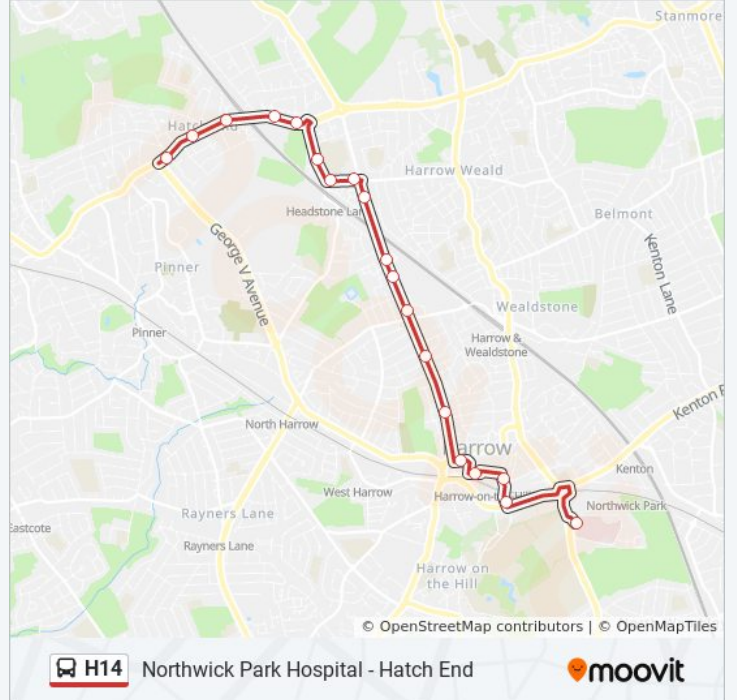 Stanmore
Harrow Weald
Headstone
Belmont
George V Avenue
Kenton Lane
Pinner
Wealdstone
Pinner
Harrow &
Wealdstone
Kenton
North Harrow
Harrow
Kenton
West Harrow
Northwick Park
Eastcote
Rayners Lane
Rayners Lane
Harrow on
the Hill
© OpenStreetMap contributors | © OpenMapTiles
H14 Northwick Park Hospital - Hatch End
moovit